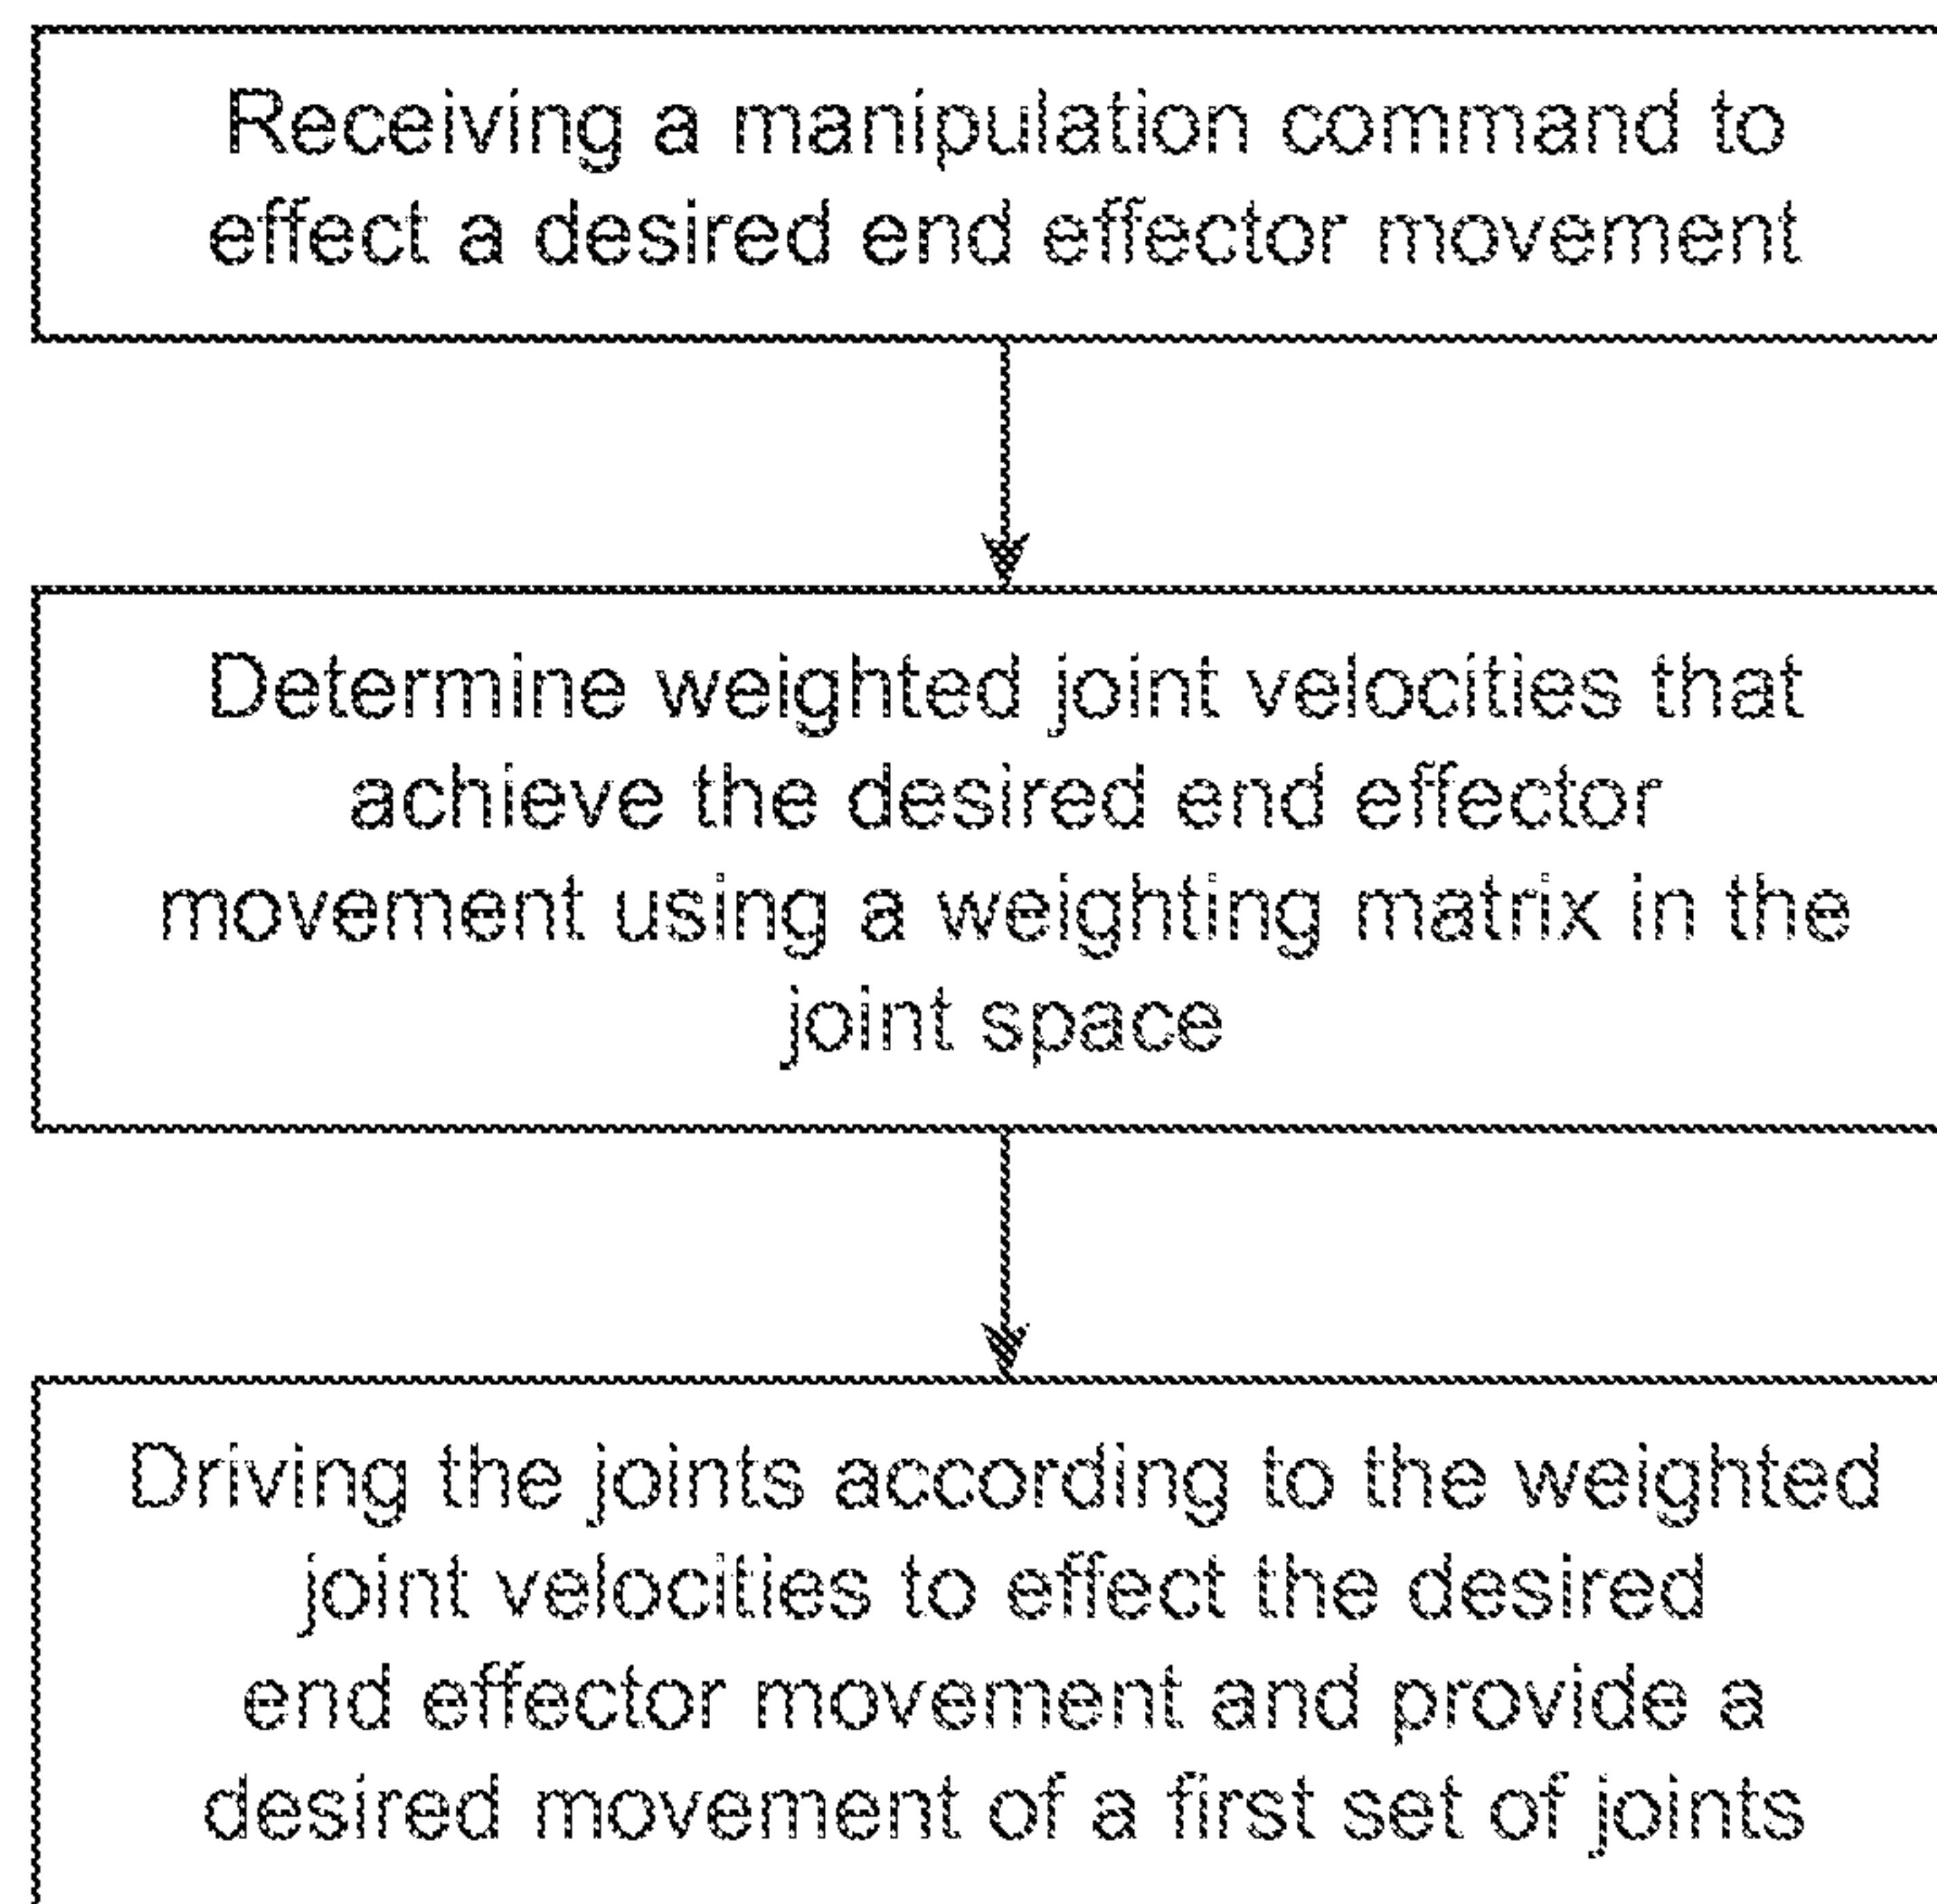 Receiving a manipulation command to
effect a desired end effector movement
Determine weighted joint velocities that
achieve the desired end effector
movement using a weighting matrix in the
joint space
Driving the joints according to the weighted
joint velocities to effect the desired
end effector movement and provide a
desired movement of a first set of joints